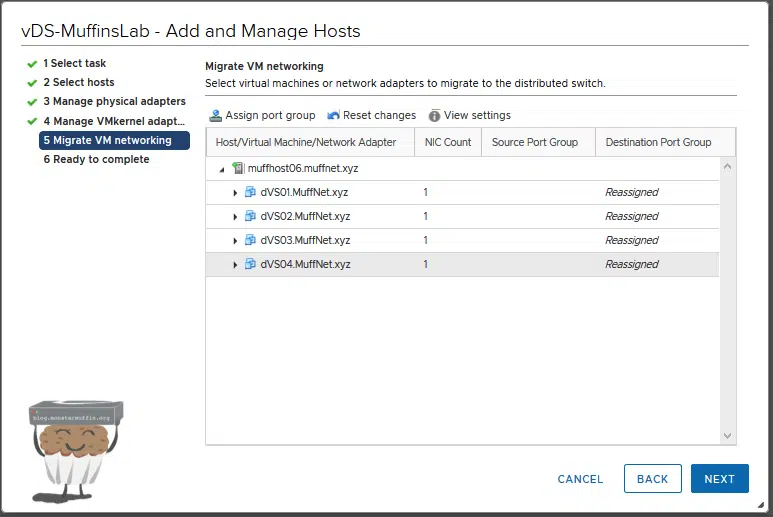 vDS-MuffinsLab - Add and Manage Hosts
1 Select task
2 Select hosts
3 Manage physical adapters
4 Manage VMkernel adapt...
5 Migrate VM networking
6 Ready to complete
Migrate VM networking
Select virtual machines or network adapters to migrate to the distributed switch.
Assign port group Reset changes View settings
Host/Virtual Machine/Network Adapter NIC Count Source Port Group Destination Port Group
muffhost06.muffnet.xyz
dVS01.MuffNet.xyz 1 Reassigned
dVS02.MuffNet.xyz 1 Reassigned
dVS03.MuffNet.xyz 1 Reassigned
dVS04.MuffNet.xyz 1 Reassigned
blog.monstermuffin.org
CANCEL BACK NEXT